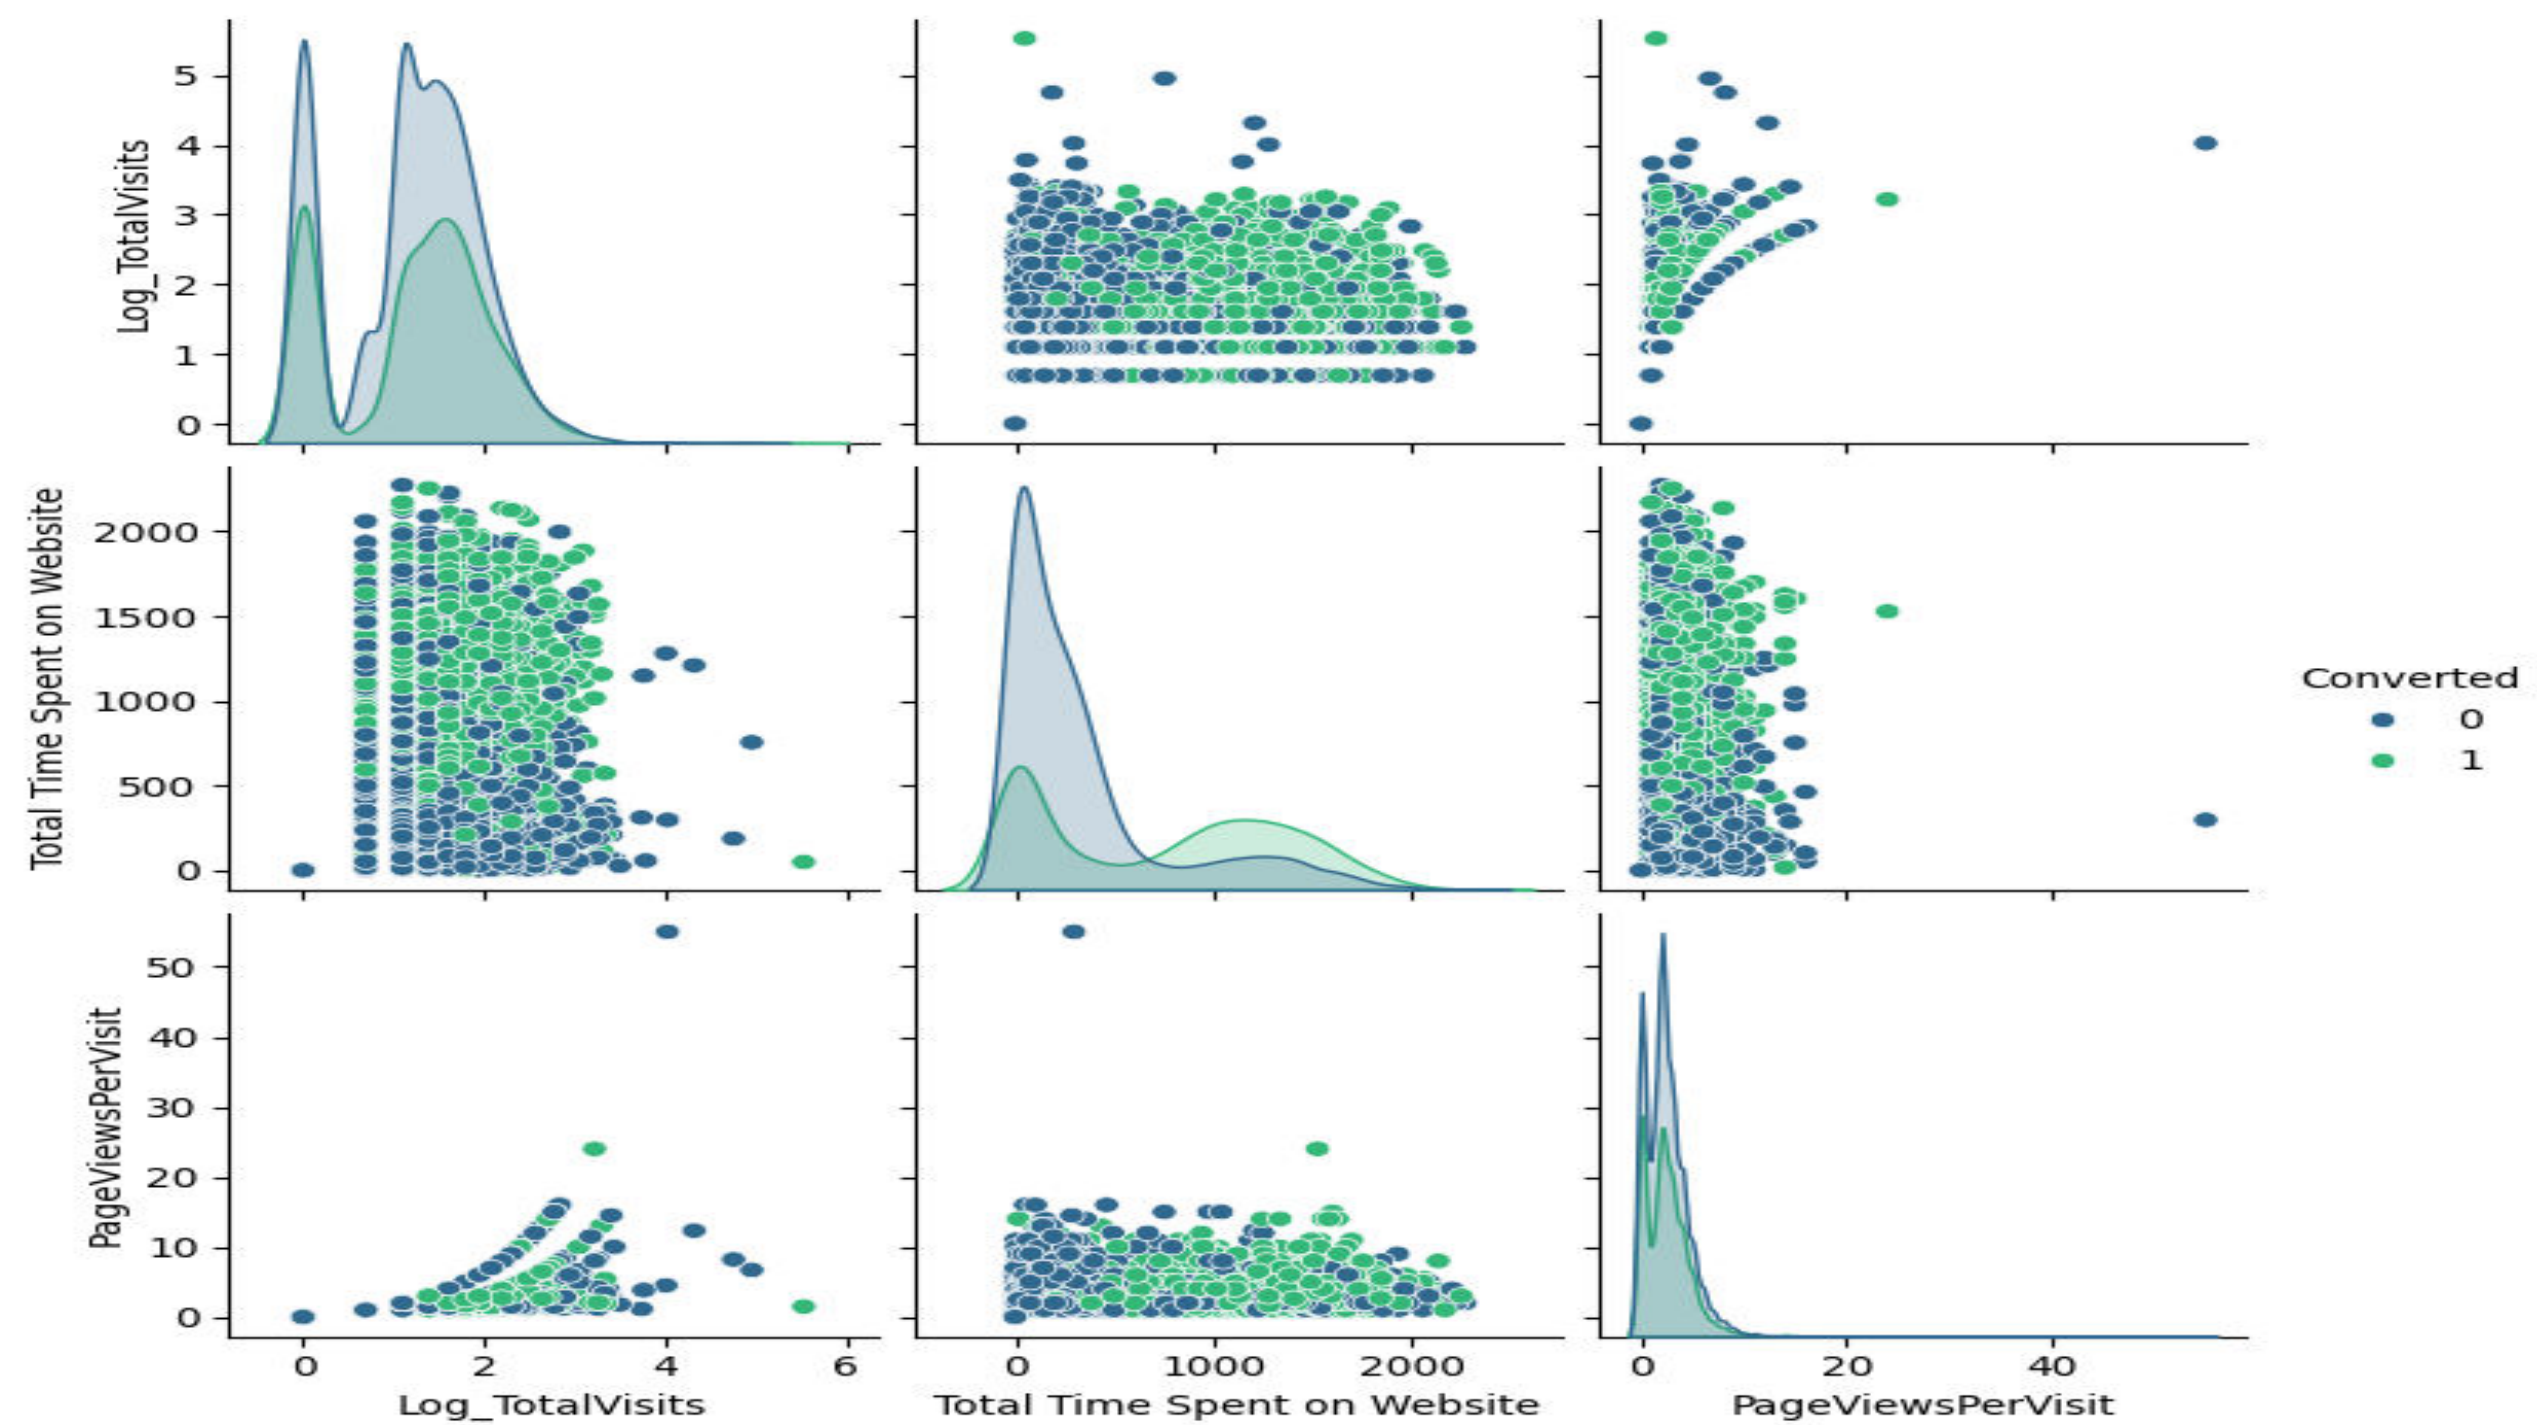 5
4
3
2
1
0
Log_TotalVisits
2000
1500
1000
500
0
Total Time Spent on Website
Converted
0
1
50
40
30
20
10
0
PageViewsPerVisit
0 2 4 6
0 1000 2000
0 20 40
Log_TotalVisits
Total Time Spent on Website
PageViewsPerVisit